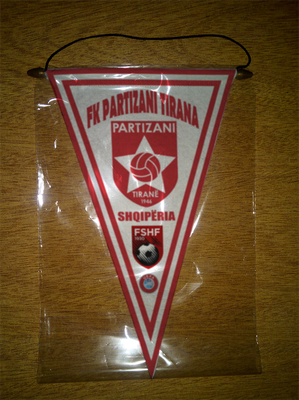 FK PARTIZANI TIRANA
PARTIZANI
TIRANË
1946
SHQIPËRIA
FSHF